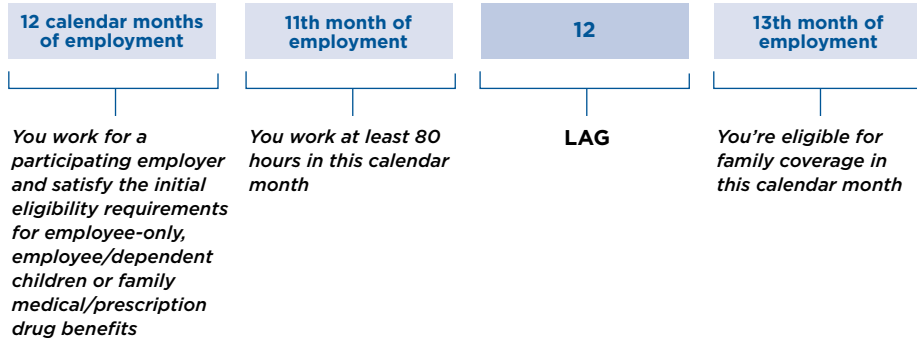 12 calendar months
of employment
11th month of
employment
12
13th month of
employment
You work for a
participating employer
and satisfy the initial
eligibility requirements
for employee-only,
employee/dependent
children or family
medical/prescription
drug benefits
You work at least 80
hours in this calendar
month
LAG
You’re eligible for
family coverage in
this calendar month